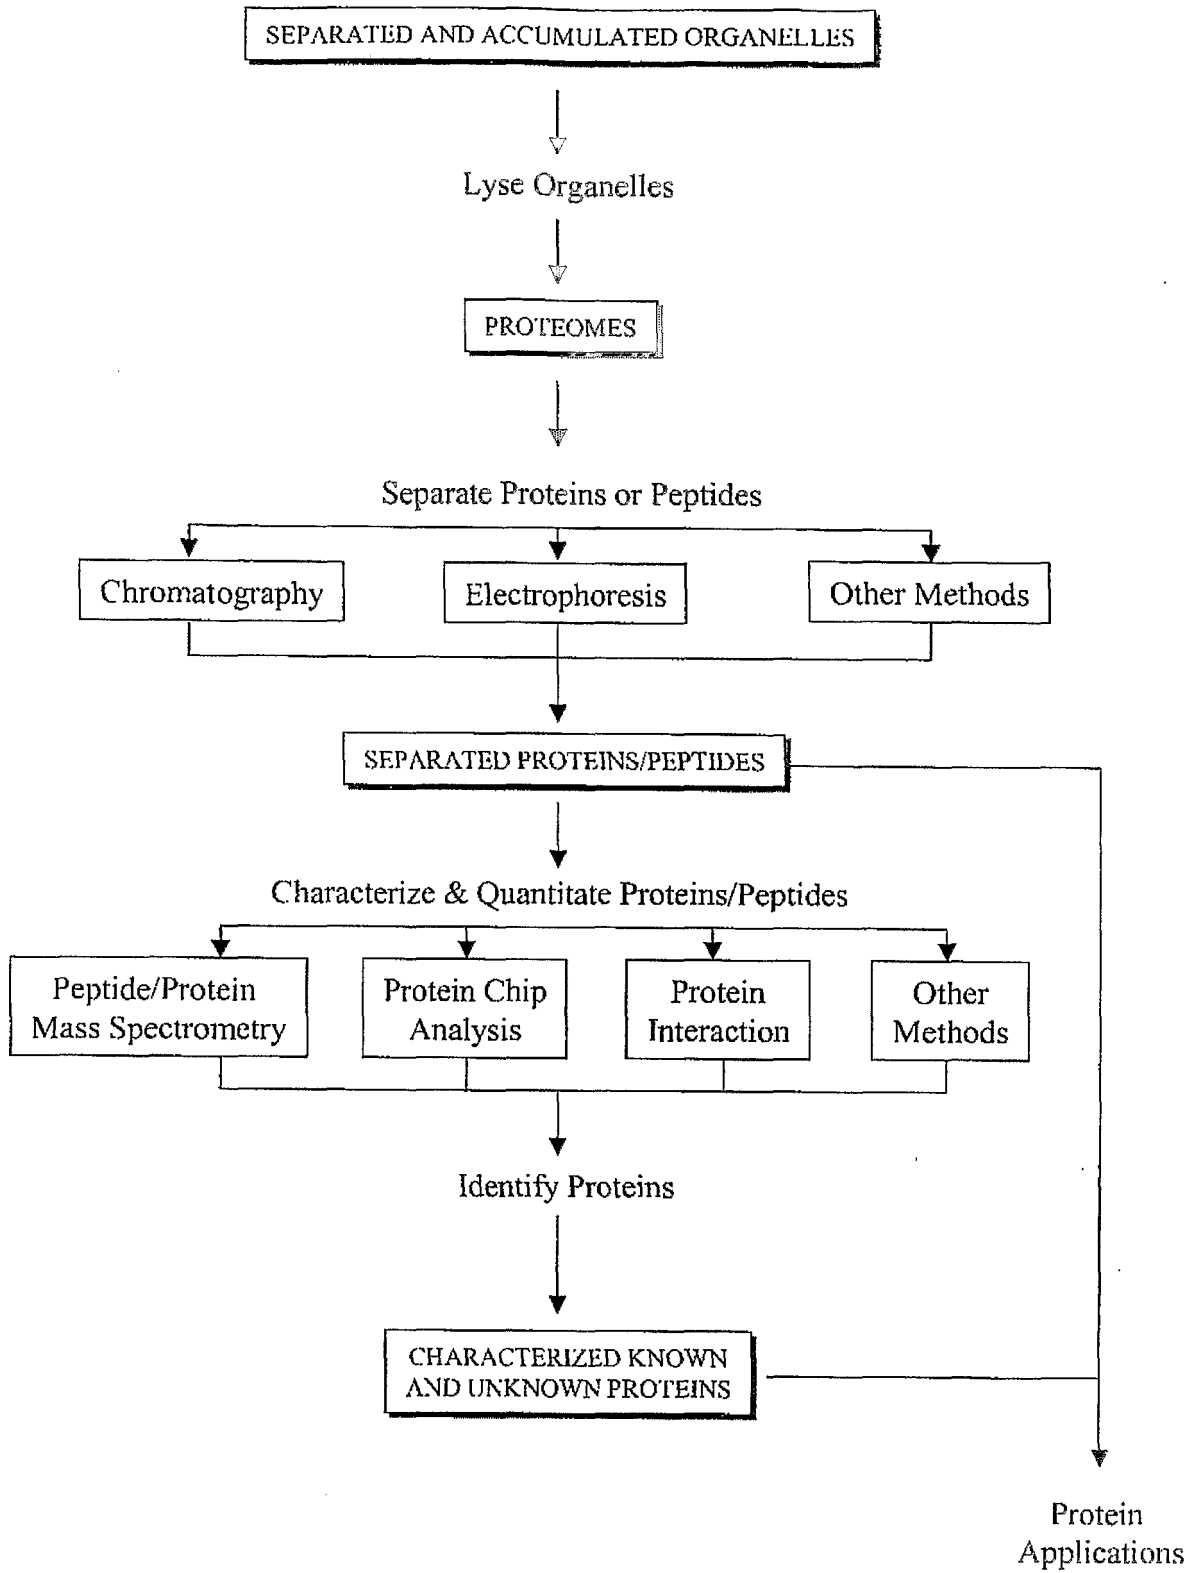 SEPARATED AND ACCUMULATED ORGANELLES
Lyse Organelles
PROTEOMES
Separate Proteins or Peptides
Chromatography
Electrophoresis
Other Methods
SEPARATED PROTEINS/PEPTIDES
Characterize & Quantitate Proteins/Peptides
Peptide/Protein
Mass Spectrometry
Protein Chip
Analysis
Protein
Interaction
Other
Methods
Identify Proteins
CHARACTERIZED KNOWN
AND UNKNOWN PROTEINS
Protein
Applications